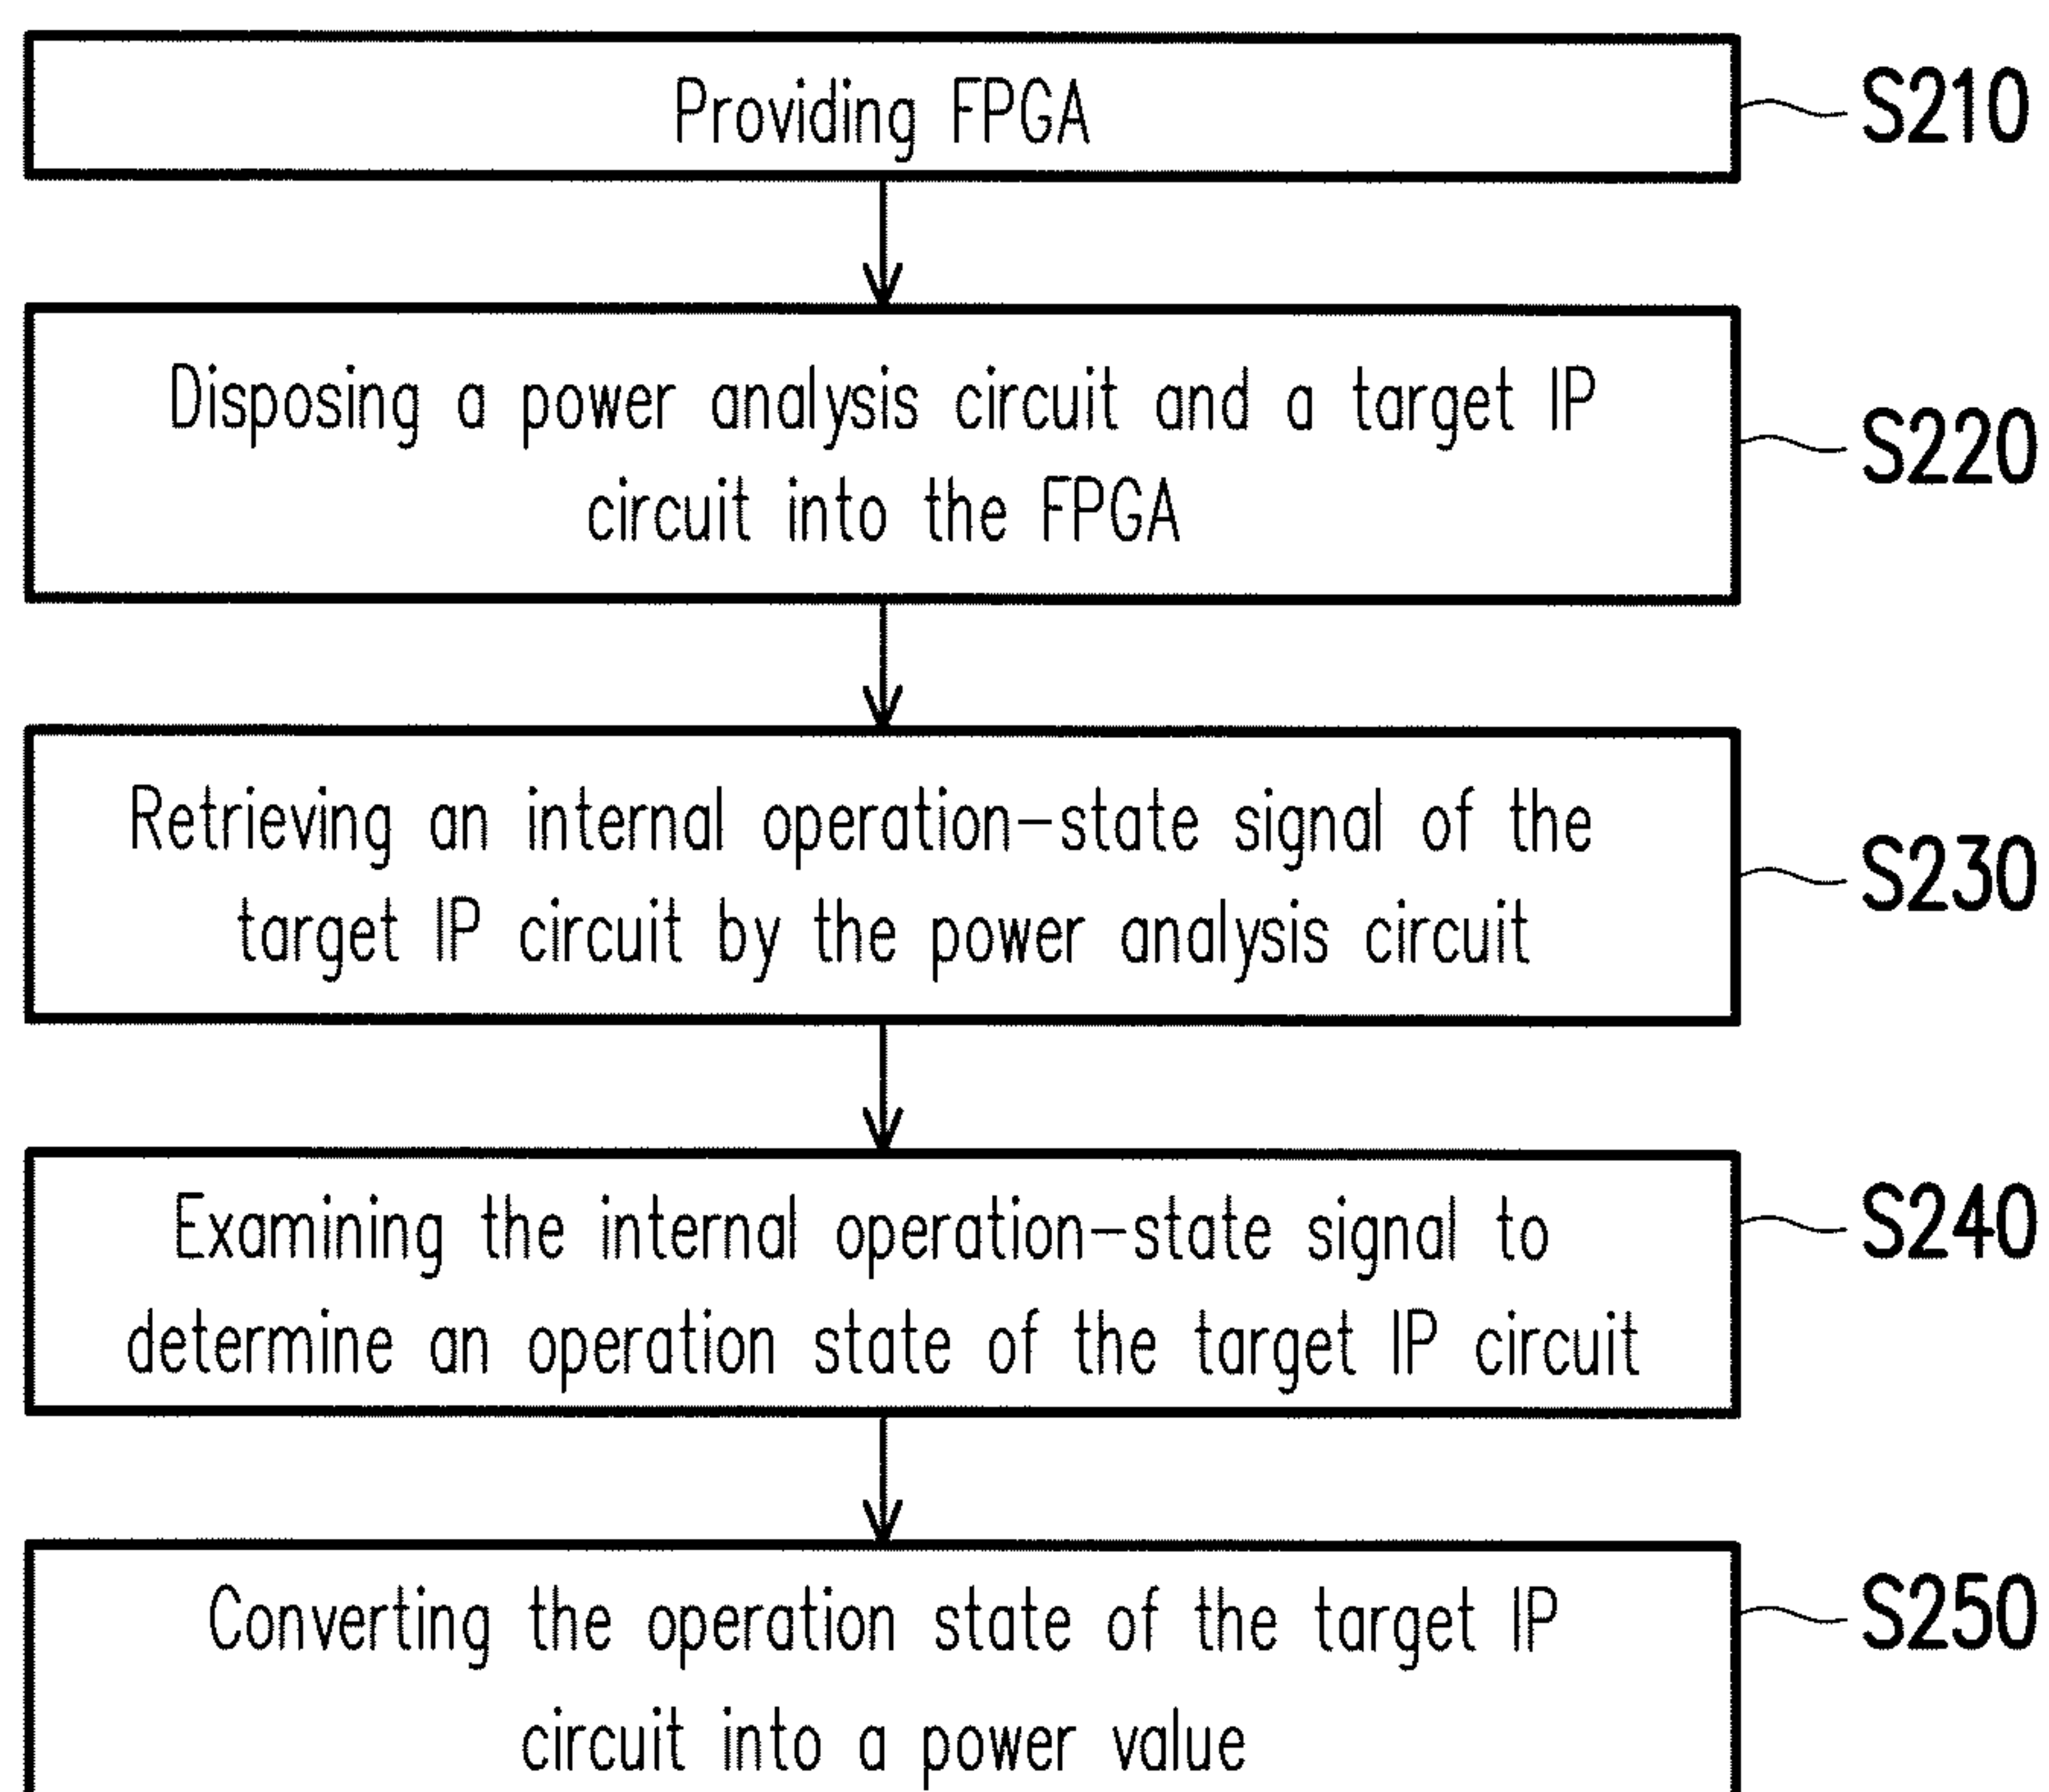 Providing FPGA
S210
Disposing a power analysis circuit and a target IP
circuit into the FPGA
S220
Retrieving an internal operation-state signal of the
target IP circuit by the power analysis circuit
S230
Examining the internal operation-state signal to
determine an operation state of the target IP circuit
S240
Converting the operation state of the target IP
circuit into a power value
S250